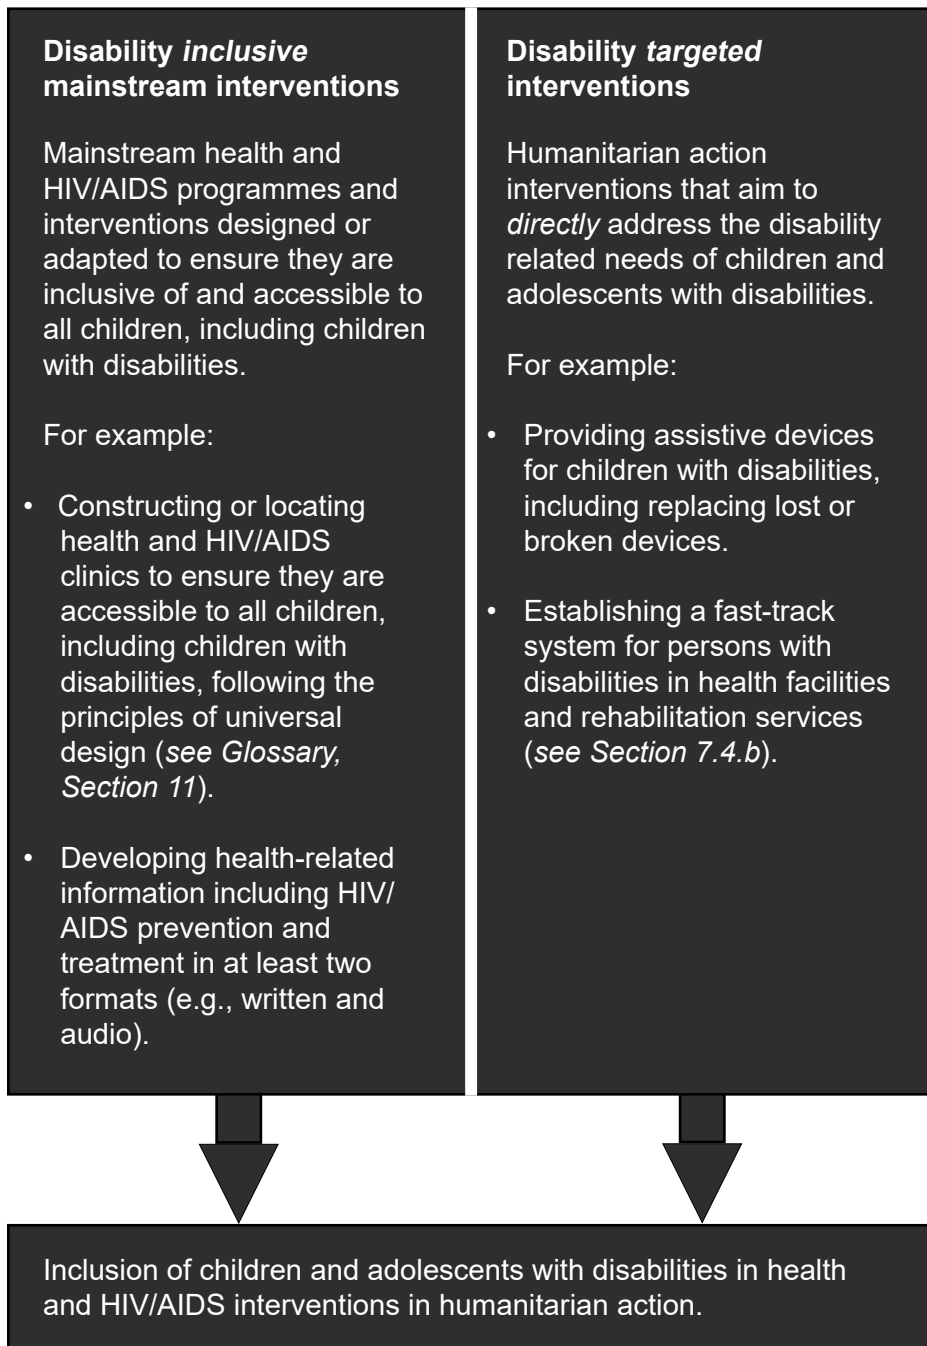 Disability inclusive
mainstream interventions
Mainstream health and
HIV/AIDS programmes and
interventions designed or
adapted to ensure they are
inclusive of and accessible to
all children, including children
with disabilities.
For example:
• Constructing or locating
health and HIV/AIDS
clinics to ensure they are
accessible to all children,
including children with
disabilities, following the
principles of universal
design (see Glossary,
Section 11).
• Developing health-related
information including HIV/
AIDS prevention and
treatment in at least two
formats (e.g., written and
audio).
Disability targeted
interventions
Humanitarian action
interventions that aim to
directly address the disability
related needs of children and
adolescents with disabilities.
For example:
• Providing assistive devices
for children with disabilities,
including replacing lost or
broken devices.
• Establishing a fast-track
system for persons with
disabilities in health facilities
and rehabilitation services
(see Section 7.4.b).
Inclusion of children and adolescents with disabilities in health
and HIV/AIDS interventions in humanitarian action.